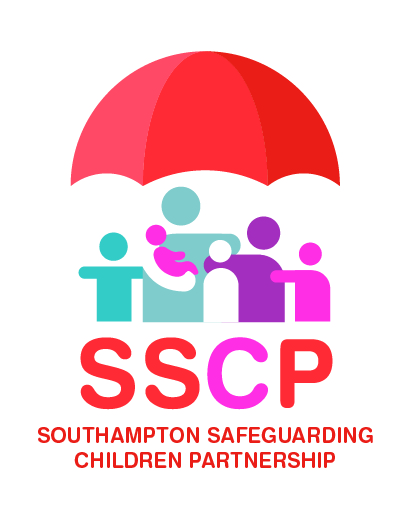 SSCP
SOUTHAMPTON SAFEGUARDING
CHILDREN PARTNERSHIP